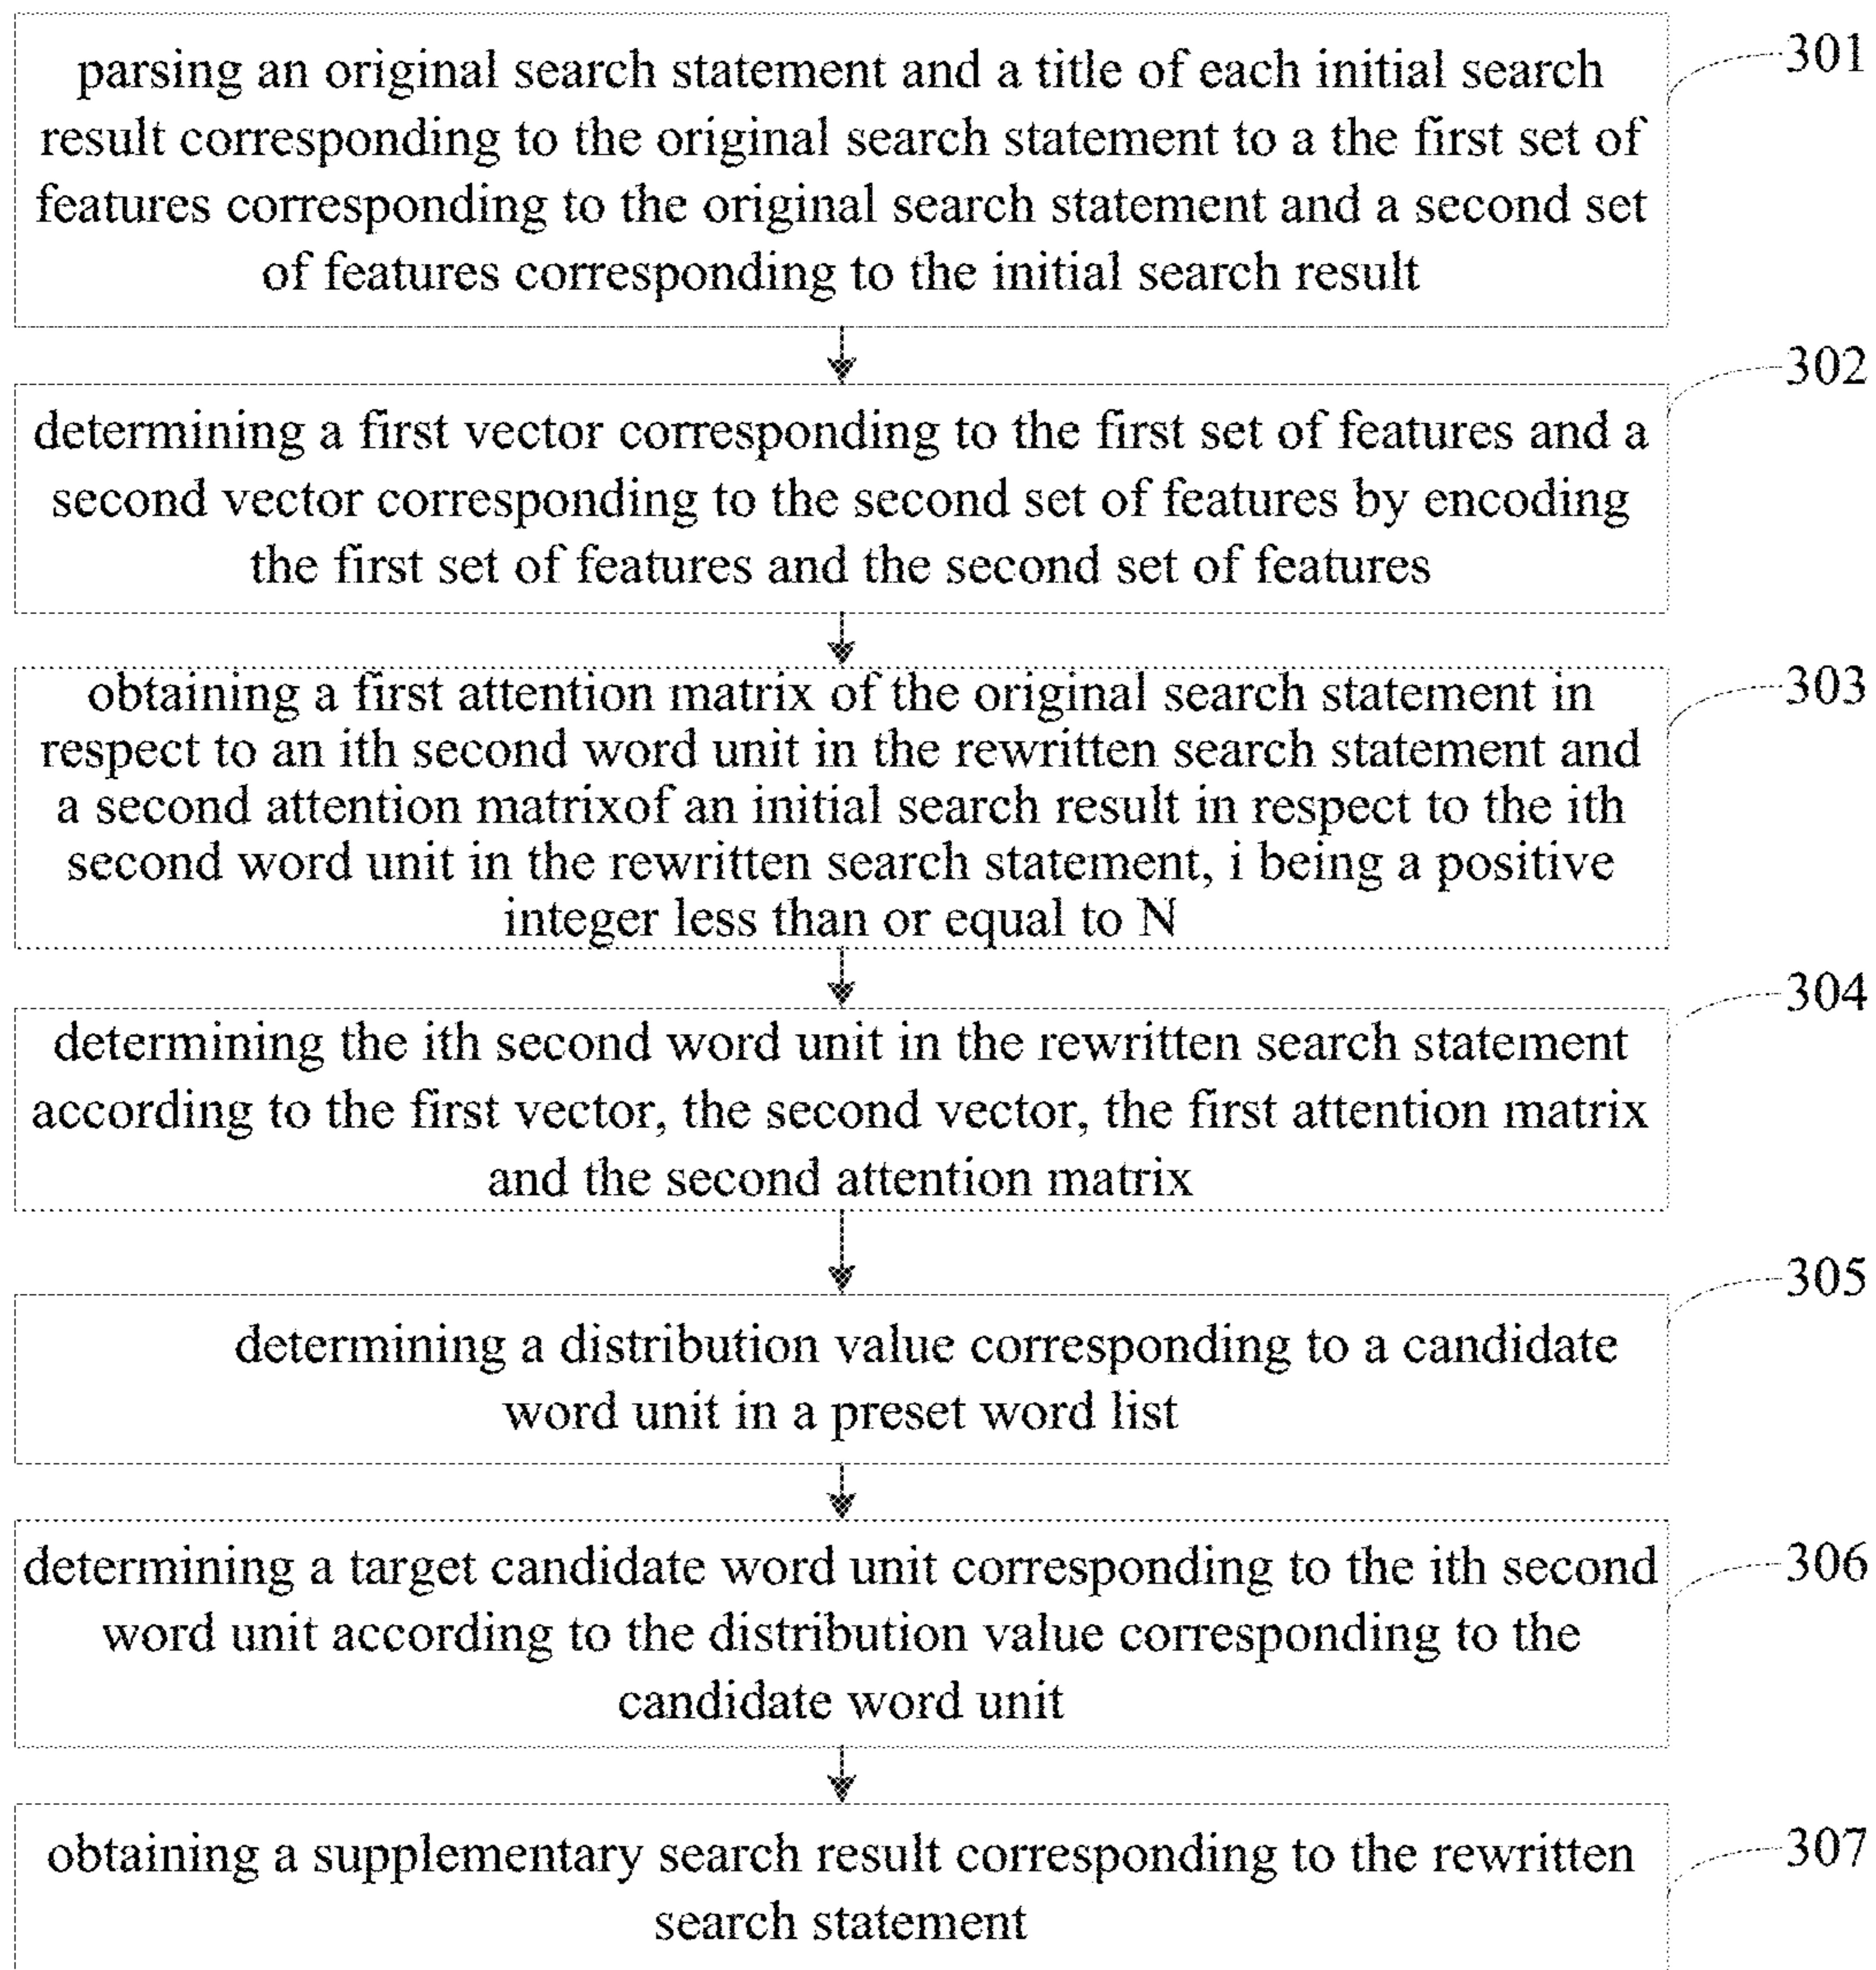 parsing an original search statement and a title of each initial search
result corresponding to the original search statement to a the first set of
features corresponding to the original search statement and a second set
of features corresponding to the initial search result
301
determining a first vector corresponding to the first set of features and a
second vector corresponding to the second set of features by encoding
the first set of features and the second set of features
302
obtaining a first attention matrix of the original search statement in
respect to an ith second word unit in the rewritten search statement and
a second attention matrixof an initial search result in respect to the ith
second word unit in the rewritten search statement, i being a positive
integer less than or equal to N
303
determining the ith second word unit in the rewritten search statement
according to the first vector, the second vector, the first attention matrix
and the second attention matrix
304
determining a distribution value corresponding to a candidate
word unit in a preset word list
305
determining a target candidate word unit corresponding to the ith second
word unit according to the distribution value corresponding to the
candidate word unit
306
obtaining a supplementary search result corresponding to the rewritten
search statement
307